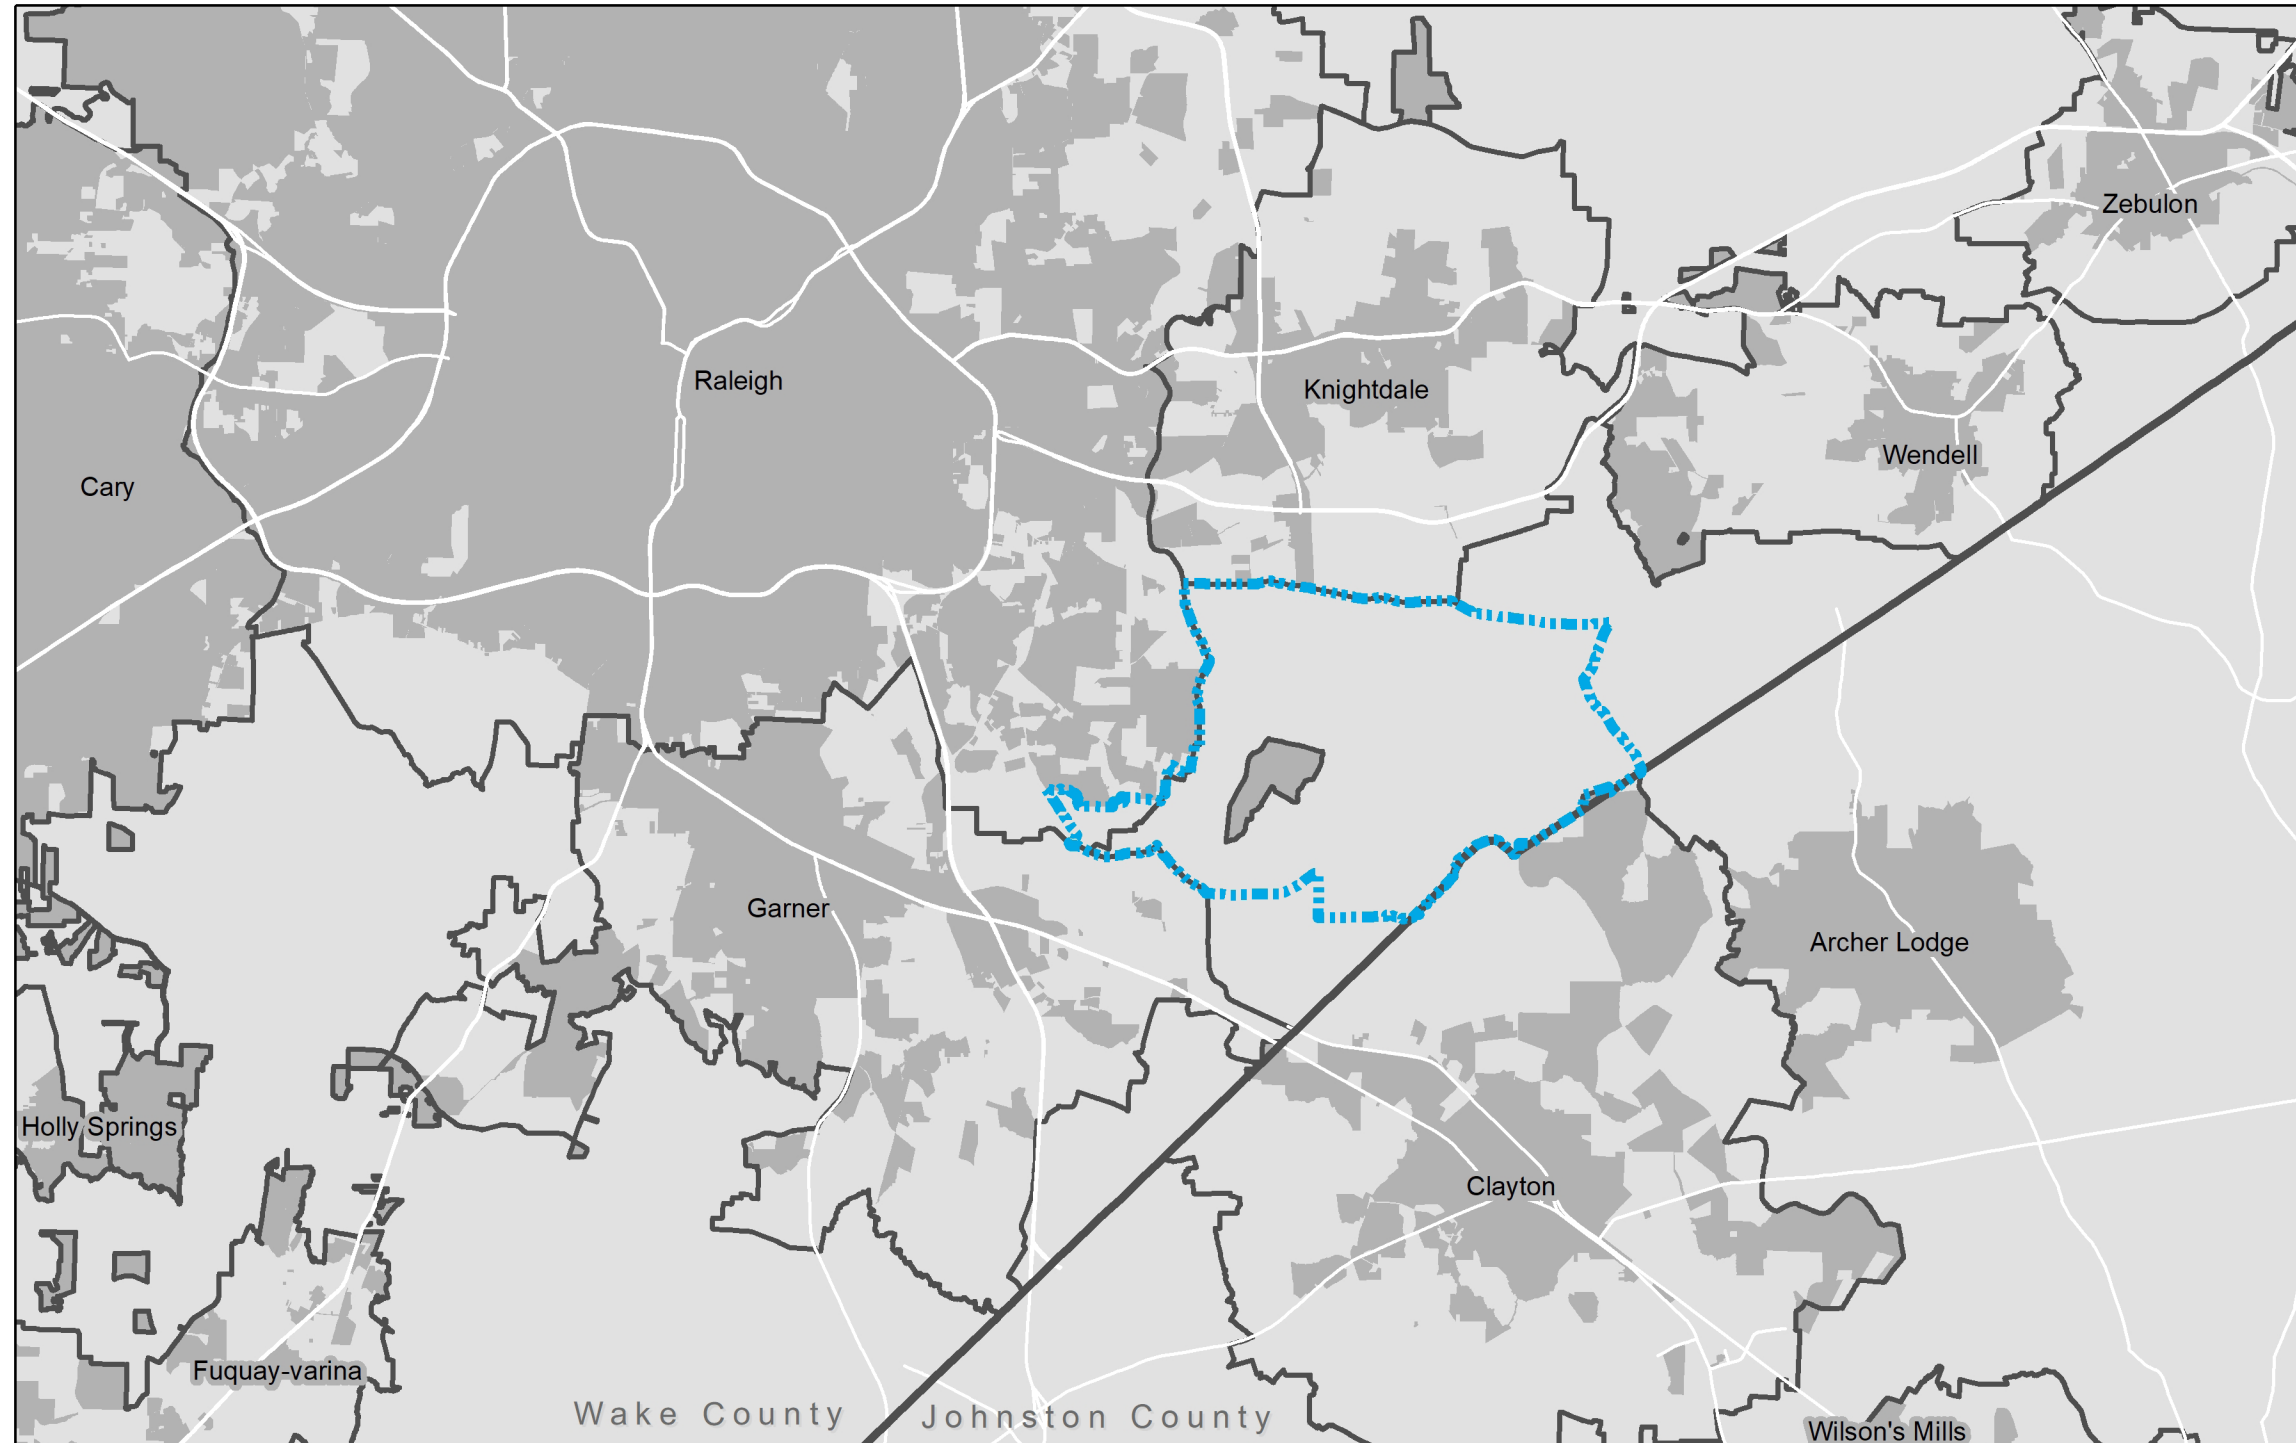 Zebulon
Raleigh
Knightdale
Wendell
Cary
Garner
Archer Lodge
Holly Springs
Clayton
Fuquay-varina
Wake County
Johnston County
Wilson's Mills